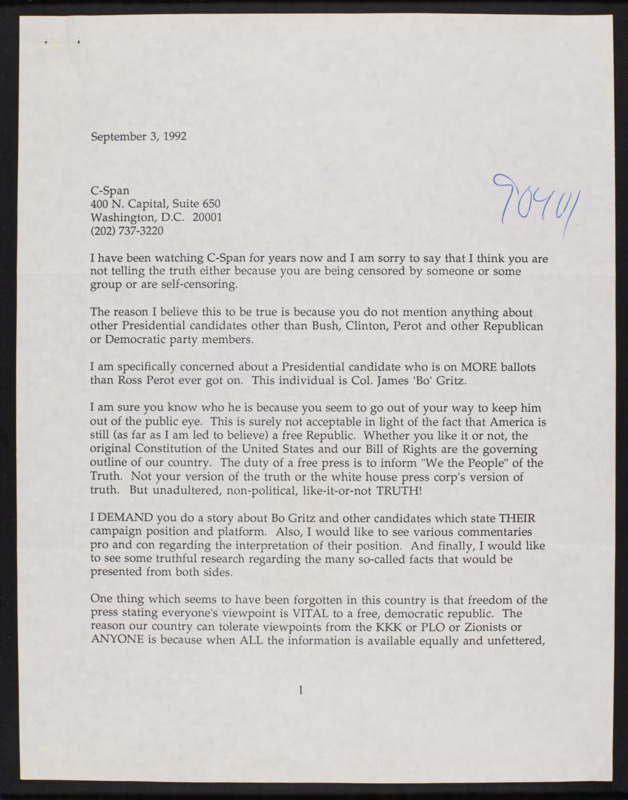 September 3, 1992
C-Span
400 N. Capital, Suite 650
Washington, D.C.  20001
(202) 737-3220
90401
I have been watching C-Span for years now and I am sorry to say that I think you are
not telling the truth either because you are being censored by someone or some
group or are self-censoring.
The reason I believe this to be true is because you do not mention anything about
other Presidential candidates other than Bush, Clinton, Perot and other Republican
or Democratic party members.
I am specifically concerned about a Presidential candidate who is on MORE ballots
than Ross Perot ever got on.  This individual is Col. James 'Bo' Gritz.
I am sure you know who he is because you seem to go out of your way to keep him
out of the public eye.  This is surely not acceptable in light of the fact that America is
still (as far as I am led to believe) a free Republic.  Whether you like it or not, the
original Constitution of the United States and our Bill of Rights are the governing
outline of our country.  The duty of a free press is to inform "We the People" of the
Truth.  Not your version of the truth or the white house press corp's version of
truth.  But unadultered, non-political, like-it-or-not TRUTH!
I DEMAND you do a story about Bo Gritz and other candidates which state THEIR
campaign position and platform.  Also, I would like to see various commentaries
pro and con regarding the interpretation of their position.  And finally, I would like
to see some truthful research regarding the many so-called facts that would be
presented from both sides.
One thing which seems to have been forgotten in this country is that freedom of the
press stating everyone's viewpoint is VITAL to a free, democratic republic.  The
reason our country can tolerate viewpoints from the KKK or PLO or Zionists or
ANYONE is because when ALL the information is available equally and unfettered,
1